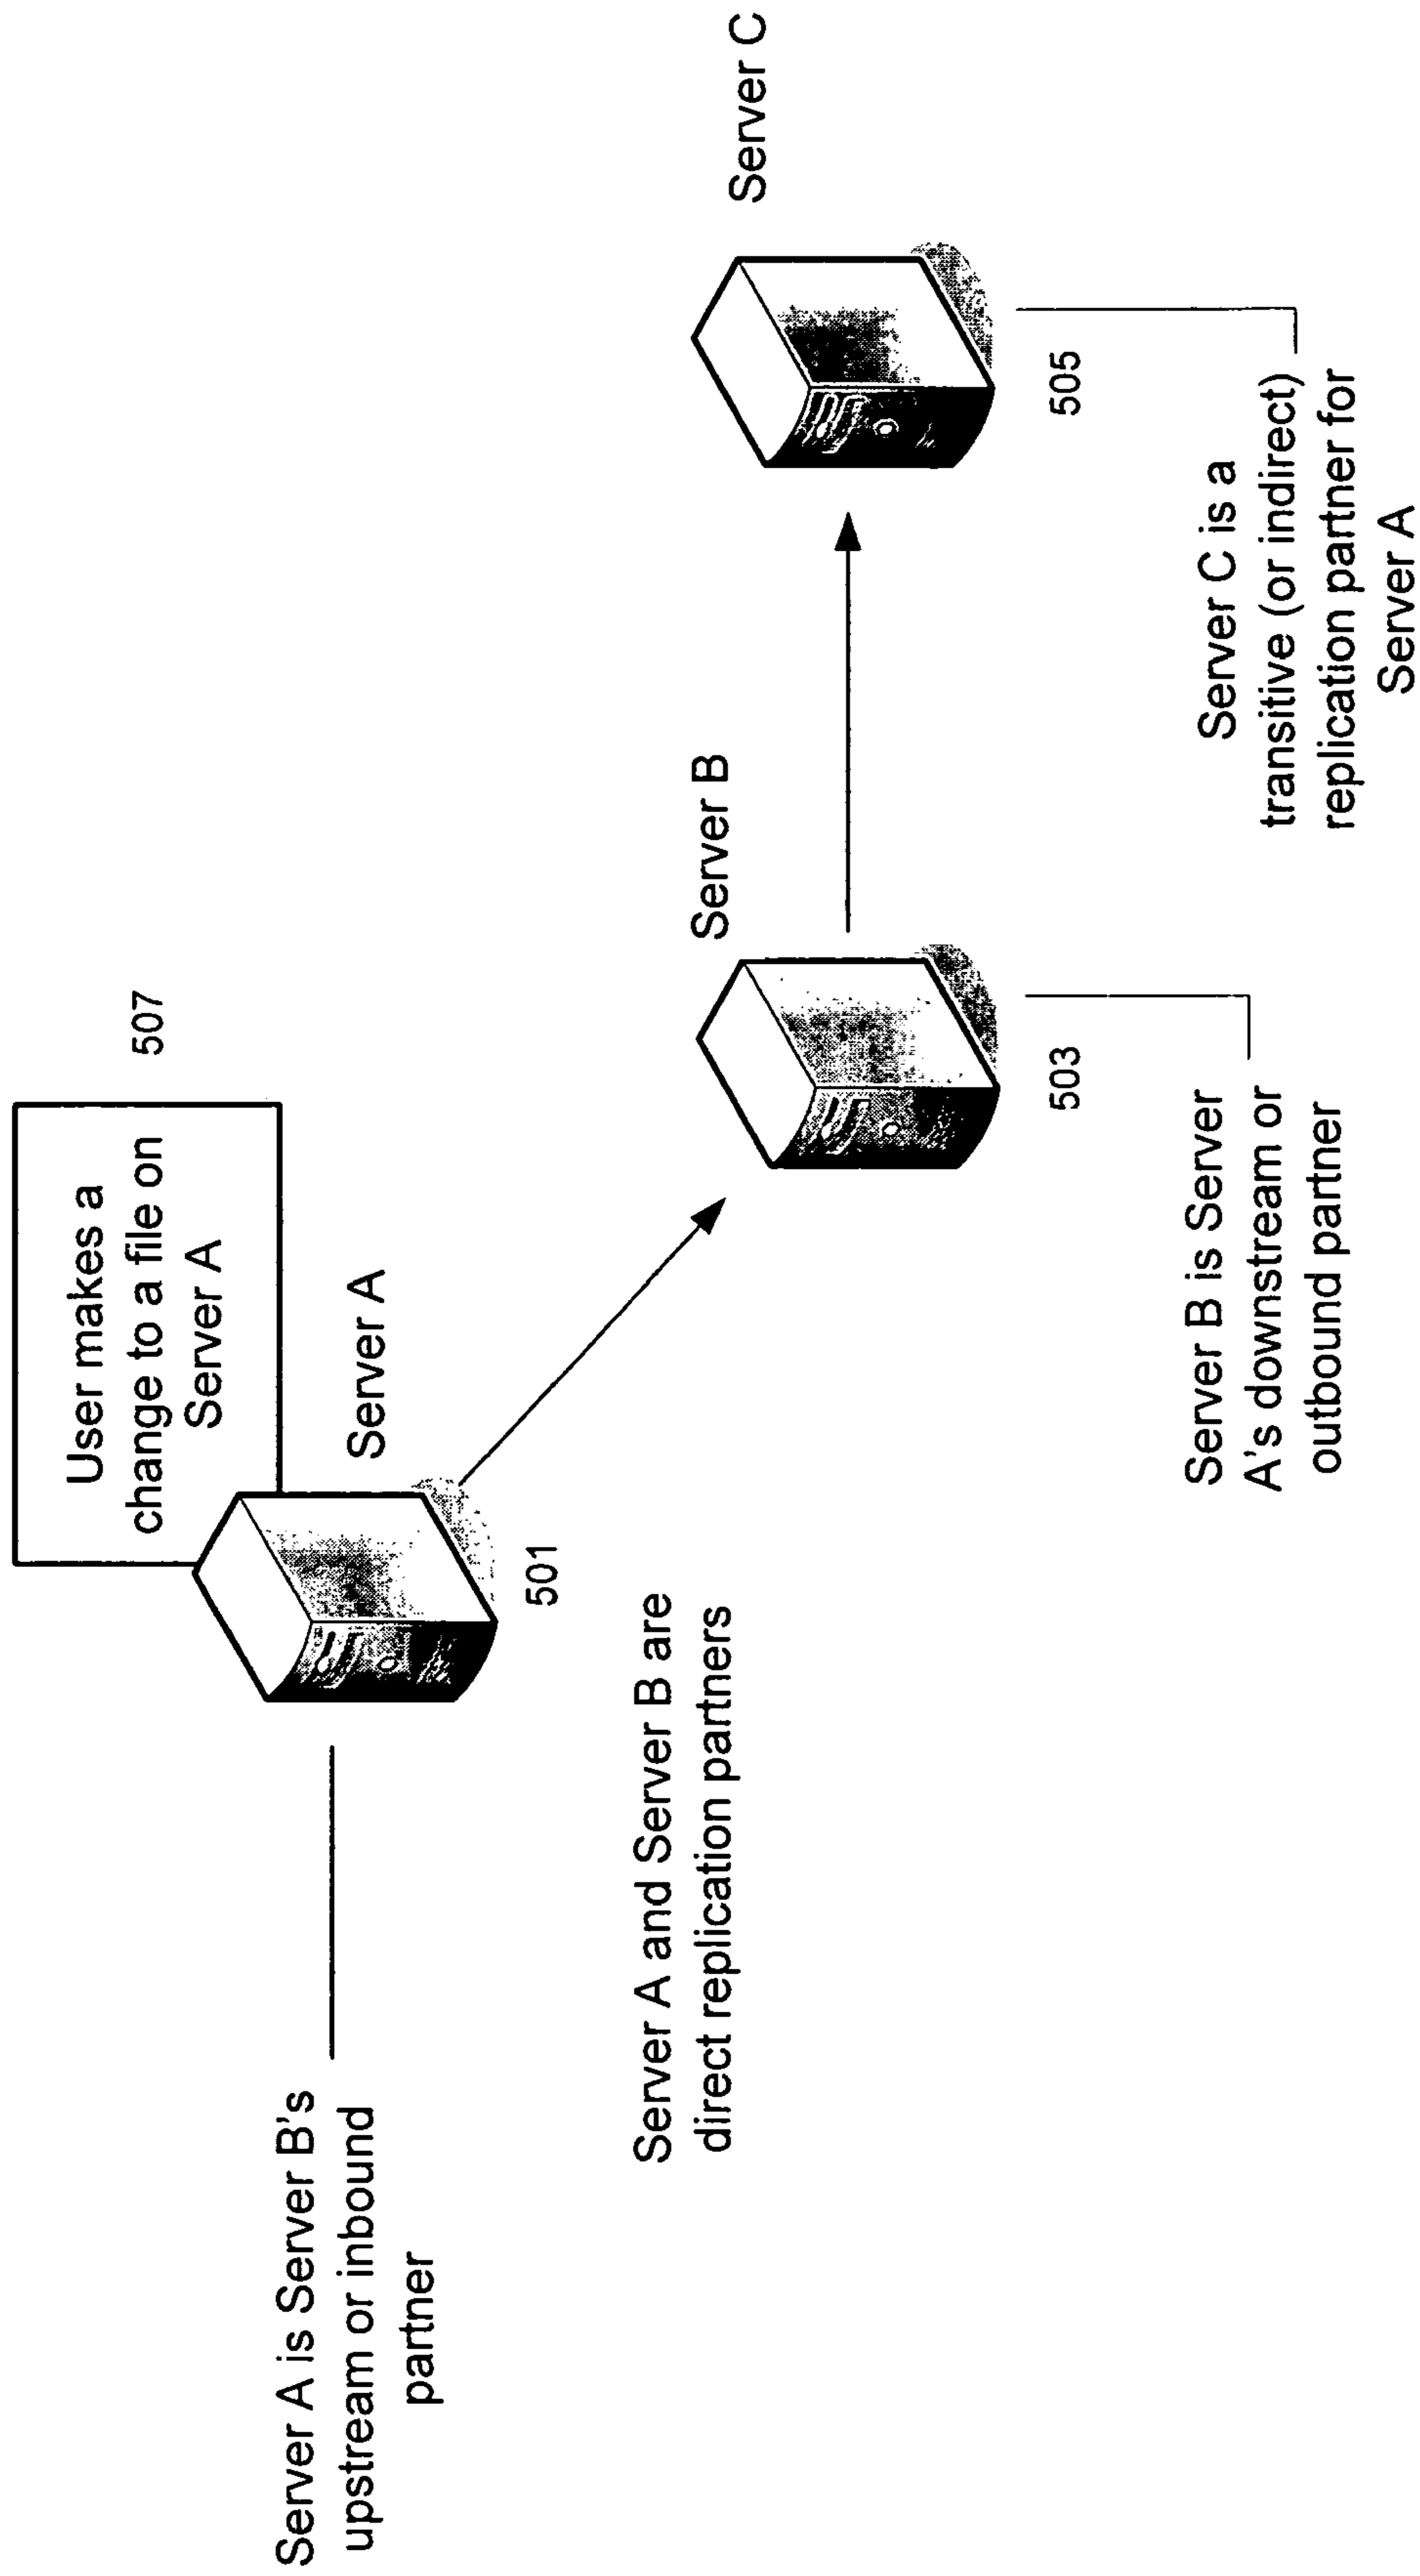 User makes a
change to a file on
Server A
507
Server A is Server B's
upstream or inbound
partner
Server A
501
Server A and Server B are
direct replication partners
Server B
503
Server B is Server
A's downstream or
outbound partner
Server C
505
Server C is a
transitive (or indirect)
replication partner for
Server A